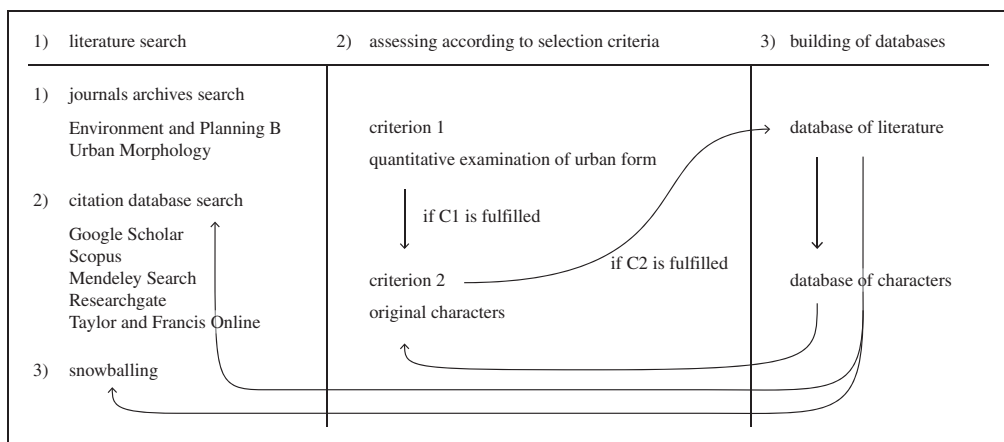 1) literature search
2) assessing according to selection criteria
3) building of databases
1) journals archives search
Environment and Planning B
Urban Morphology
2) citation database search
Google Scholar
Scopus
Mendeley Search
Researchgate
Taylor and Francis Online
3) snowballing
criterion 1
quantitative examination of urban form
if C1 is fulfilled
criterion 2
original characters
if C2 is fulfilled
database of literature
database of characters